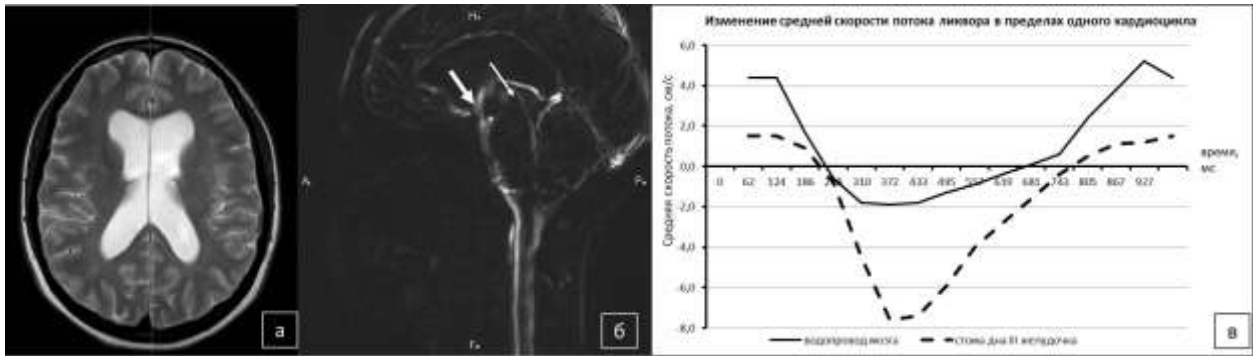 а
б
Изменение средней скорости потока ликвора в пределах одного кардиоцикла
Средняя скорость потока, см/с
6,0
4,0
2,0
0,0
-2,0
-4,0
-6,0
-8,0
0 62 124 186 310 372 433 495 681 743 805 867 927
время, мс
водопровод мозга
стома дна III желудочка
в